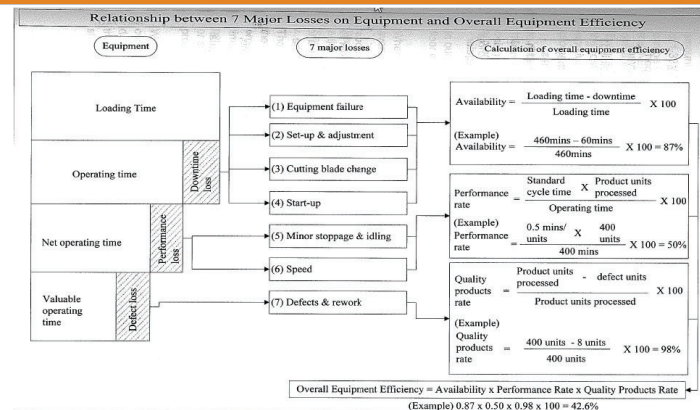 Relationship between 7 Major Losses on Equipment and Overall Equipment Efficiency
Equipment
7 major losses
Calculation of overall equipment efficiency
Loading Time
Operating time
Downtime loss
Net operating time
Performance loss
Valuable
operating
time
Defect loss
(1) Equipment failure
(2) Set-up & adjustment
(3) Cutting blade change
(4) Start-up
(5) Minor stoppage & idling
(6) Speed
(7) Defects & rework
Availability = Loading time - downtime X 100
Loading time
(Example)
Availability = 460mins – 60mins X 100 = 87%
460mins
Performance rate = Standard cycle time X Product units processed X 100
Operating time
(Example)
Performance rate = 0.5 mins/ units X 400 units X 100 = 50%
400 mins
Quality products rate = Product units processed - defect units X 100
Product units processed
(Example)
Quality products rate = 400 units - 8 units X 100 = 98%
400 units
Overall Equipment Efficiency = Availability x Performance Rate x Quality Products Rate
(Example) 0.87 x 0.50 x 0.98 x 100 = 42.6%